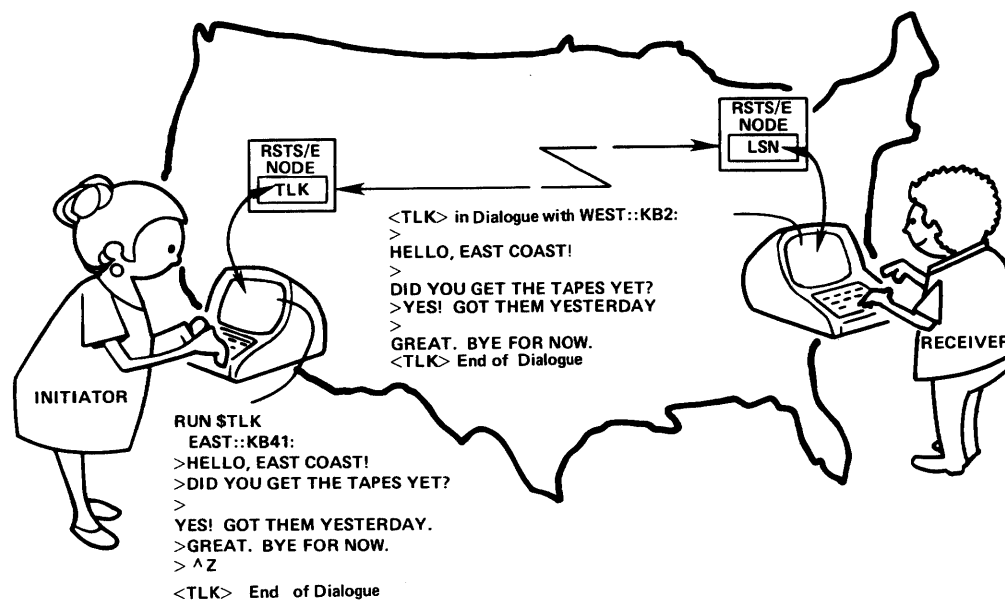 RSTS/E
NODE
TLK
RSTS/E
NODE
LSN
<TLK> in Dialogue with WEST::KB2:
>
HELLO, EAST COAST!
>
DID YOU GET THE TAPES YET?
>YES! GOT THEM YESTERDAY
>
GREAT. BYE FOR NOW.
<TLK> End of Dialogue
INITIATOR
RECEIVER
RUN $TLK
EAST::KB41:
>HELLO, EAST COAST!
>DID YOU GET THE TAPES YET?
>
YES! GOT THEM YESTERDAY.
>GREAT. BYE FOR NOW.
> ^Z
<TLK> End of Dialogue